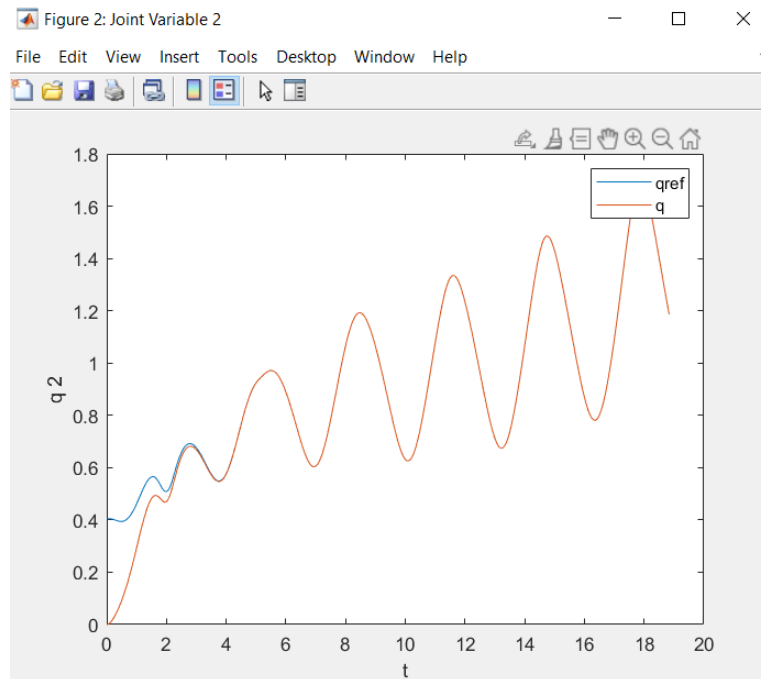 Figure 2: Joint Variable 2
File Edit View Insert Tools Desktop Window Help
1.8
1.6
1.4
1.2
1
0.8
0.6
0.4
0.2
0
q 2
qref
q
0 2 4 6 8 10 12 14 16 18 20
t